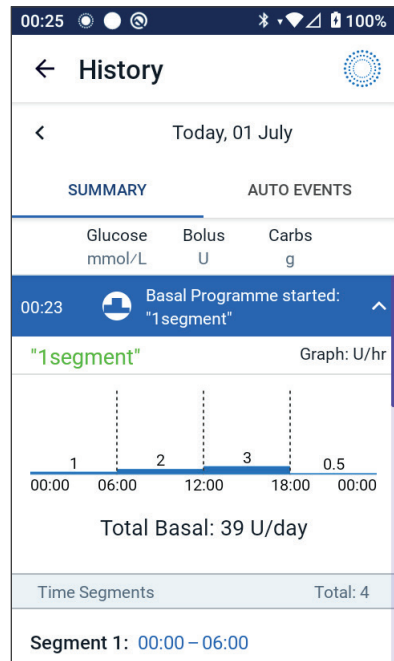 00:25 100%
History
Today, 01 July
SUMMARY AUTO EVENTS
Glucose Bolus Carbs
mmol/L U g
00:23 Basal Programme started:
"1segment"
"1segment" Graph: U/hr
1 2 3 0.5
00:00 06:00 12:00 18:00 00:00
Total Basal: 39 U/day
Time Segments Total: 4
Segment 1: 00:00 – 06:00